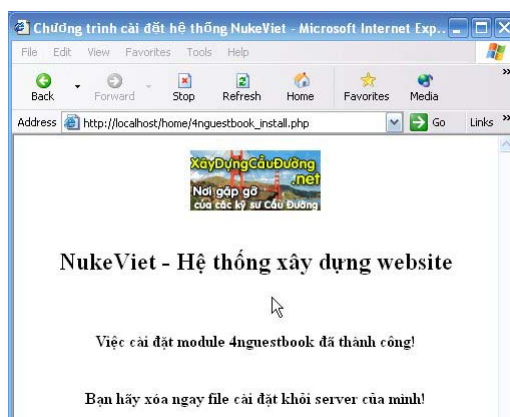 Chương trình cài đặt hệ thống NukeViet - Microsoft Internet Exp..
File Edit View Favorites Tools Help
Back Forward Stop Refresh Home Favorites Media »
Address http://localhost/home/4nguestbook_install.php Go Links »
XâyDựngCầuĐường
.net
Nơi gặp gỡ
của các kỹ sư Cầu Đường
NukeViet - Hệ thống xây dựng website
Việc cài đặt module 4nguestbook đã thành công!
Bạn hãy xóa ngay file cài đặt khỏi server của mình!